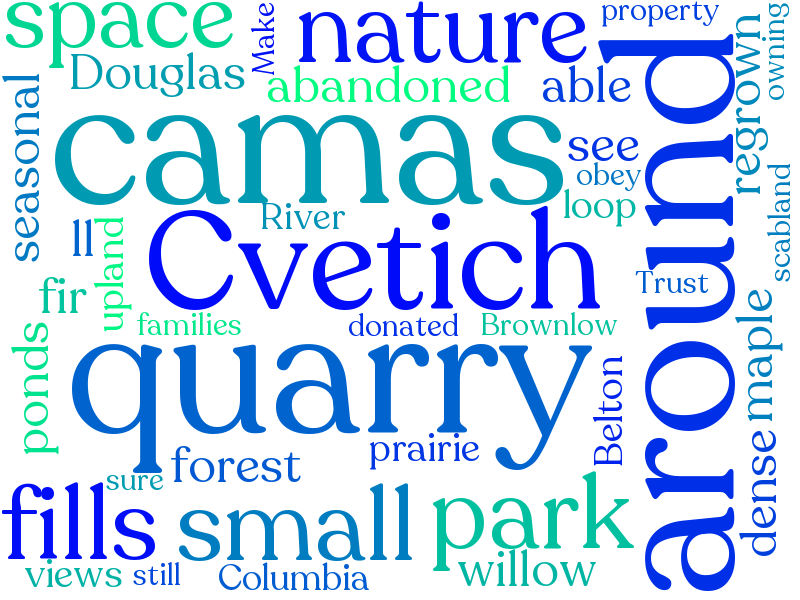 space
Make
nature
property
owning
Douglas
abandoned
able
regrown
seasonal
camas
see
obey
loop
around
scabland
River
ll
Cvetich
upland
fir
Trust
families
donated
Brownlow
maple
ponds
quarry
Belton
prairie
forest
sure
dense
fills
small
park
willow
views
still
Columbia